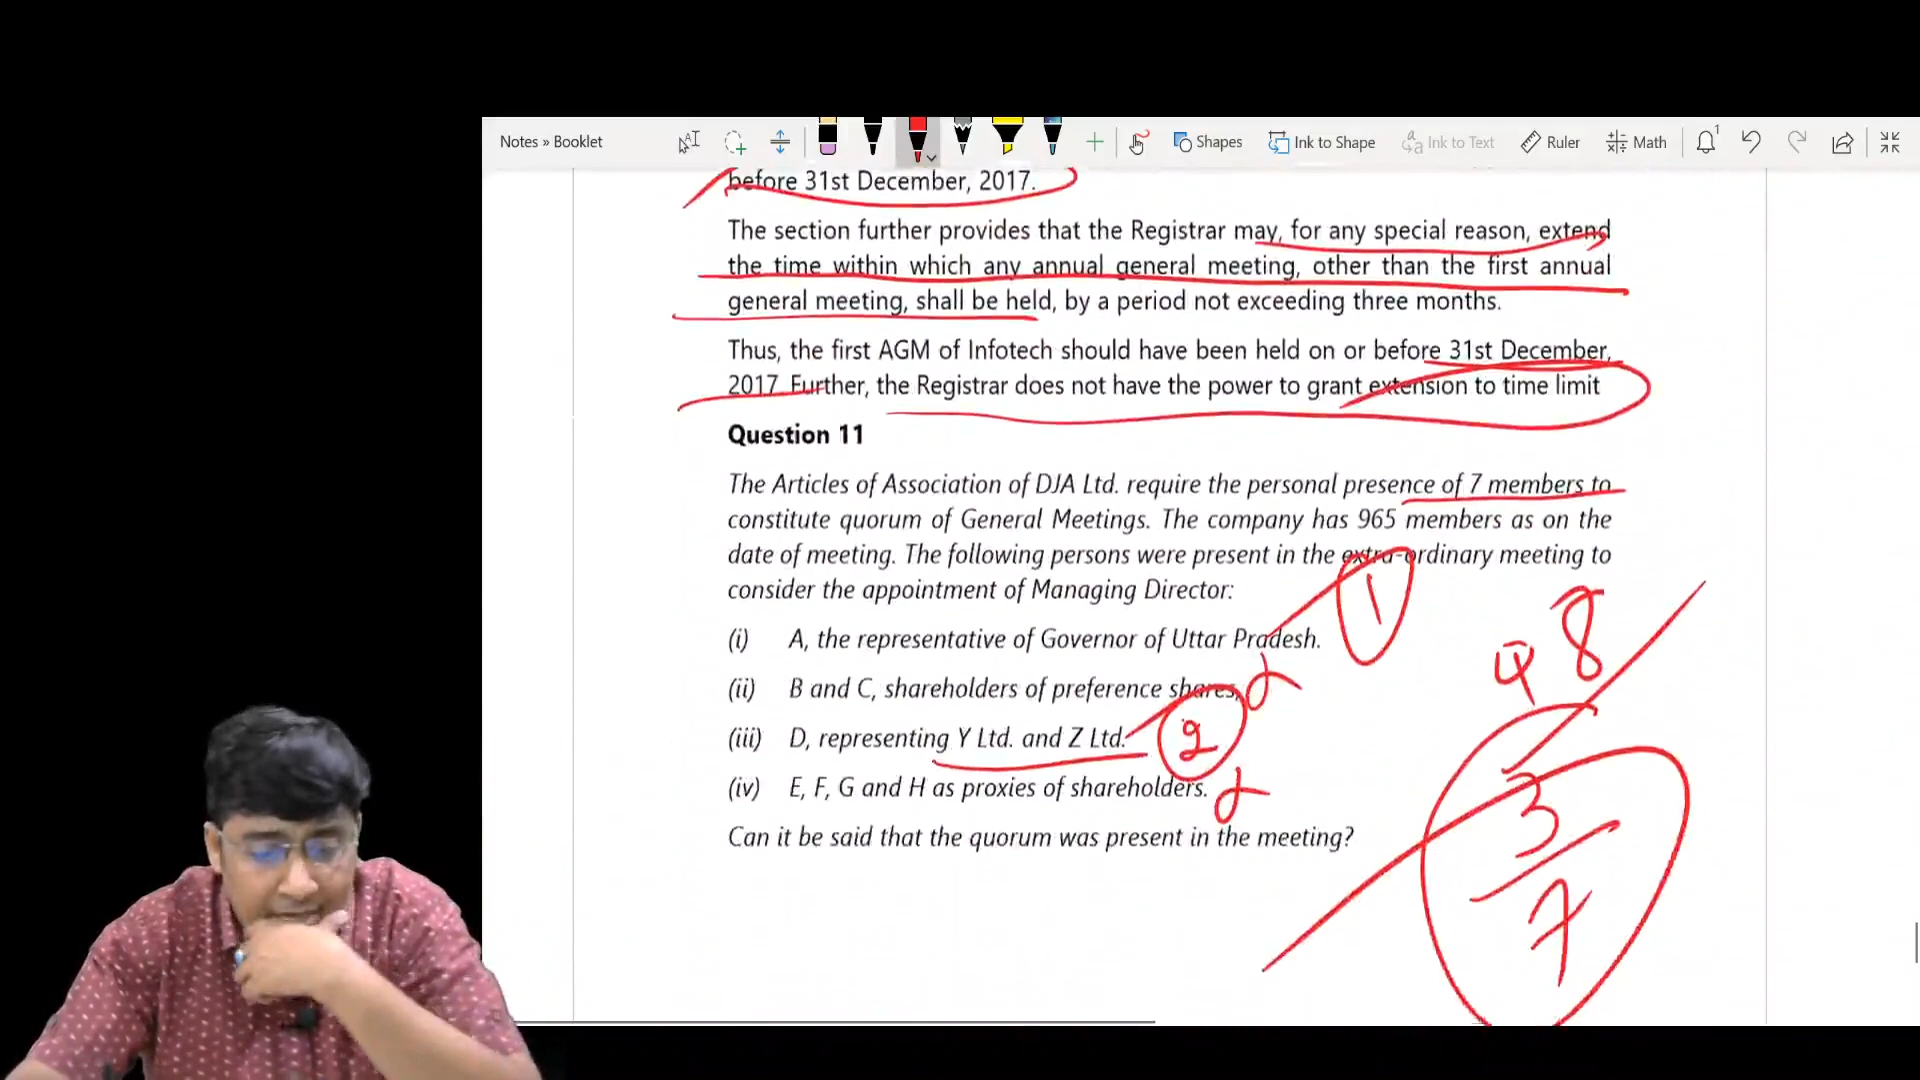 Notes » Booklet
Shapes
Ink to Shape
Ink to Text
Ruler
Math
1
before 31st December, 2017.
The section further provides that the Registrar may, for any special reason, extend
the time within which any annual general meeting, other than the first annual
general meeting, shall be held, by a period not exceeding three months.
Thus, the first AGM of Infotech should have been held on or before 31st December,
2017. Further, the Registrar does not have the power to grant extension to time limit
Question 11
The Articles of Association of DJA Ltd. require the personal presence of 7 members to
constitute quorum of General Meetings. The company has 965 members as on the
date of meeting. The following persons were present in the extra-ordinary meeting to
consider the appointment of Managing Director:
(i) A, the representative of Governor of Uttar Pradesh.
1
(ii) B and C, shareholders of preference shares,
(iii) D, representing Y Ltd. and Z Ltd.
2
(iv) E, F, G and H as proxies of shareholders.
Can it be said that the quorum was present in the meeting?
8
3
7